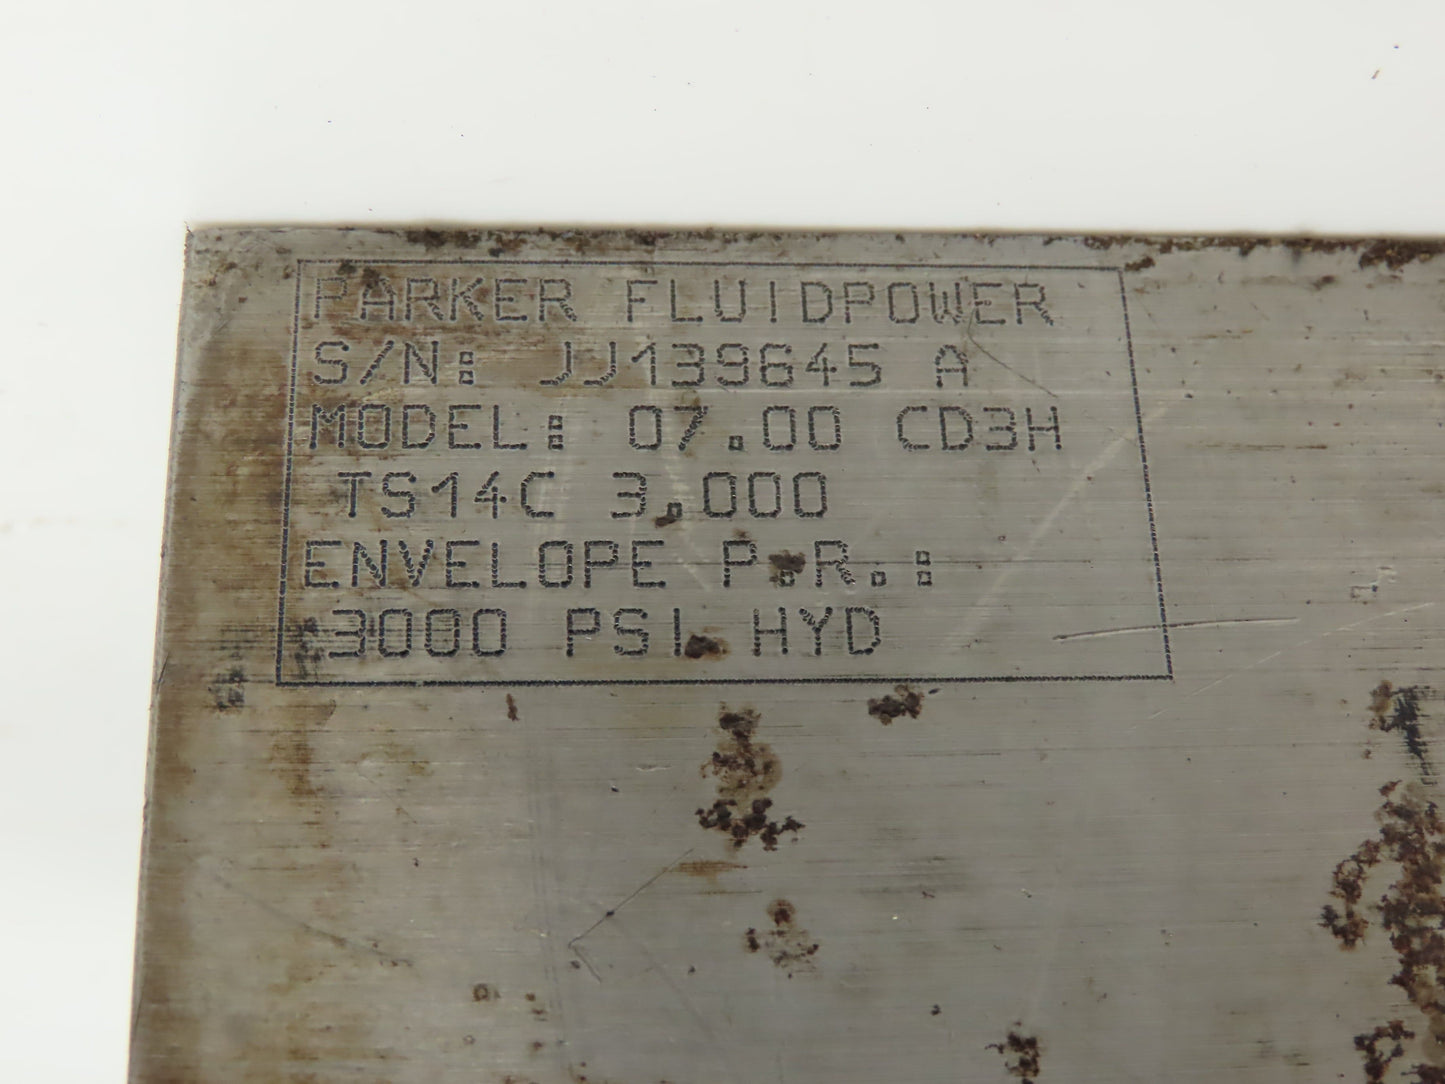 PARKER FLUIDPOWER
S/N: JJ139645 A
MODEL: 07.00 CD3H
TS14C 3.000
ENVELOPE P.R.:
3000 PSI HYD